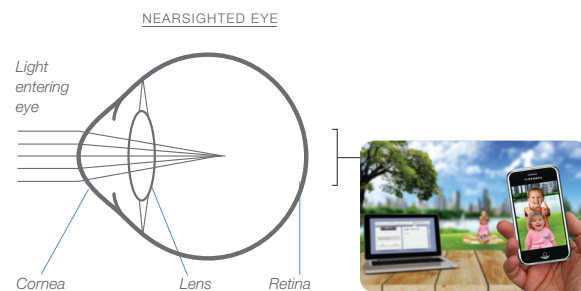 NEARSIGHTED EYE
Light
entering
eye
Cornea
Lens
Retina